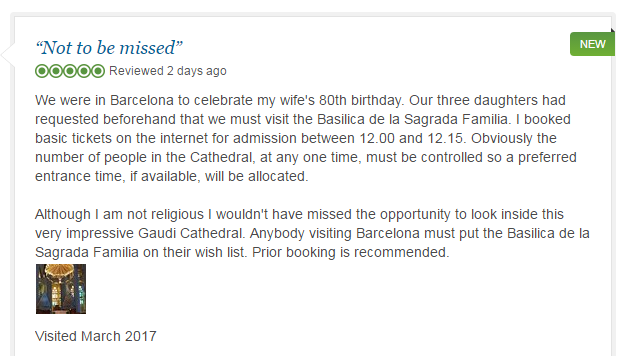 “Not to be missed”
NEW
Reviewed 2 days ago
We were in Barcelona to celebrate my wife's 80th birthday. Our three daughters had
requested beforehand that we must visit the Basilica de la Sagrada Familia. I booked
basic tickets on the internet for admission between 12.00 and 12.15. Obviously the
number of people in the Cathedral, at any one time, must be controlled so a preferred
entrance time, if available, will be allocated.
Although I am not religious I wouldn't have missed the opportunity to look inside this
very impressive Gaudi Cathedral. Anybody visiting Barcelona must put the Basilica de la
Sagrada Familia on their wish list. Prior booking is recommended.
Visited March 2017